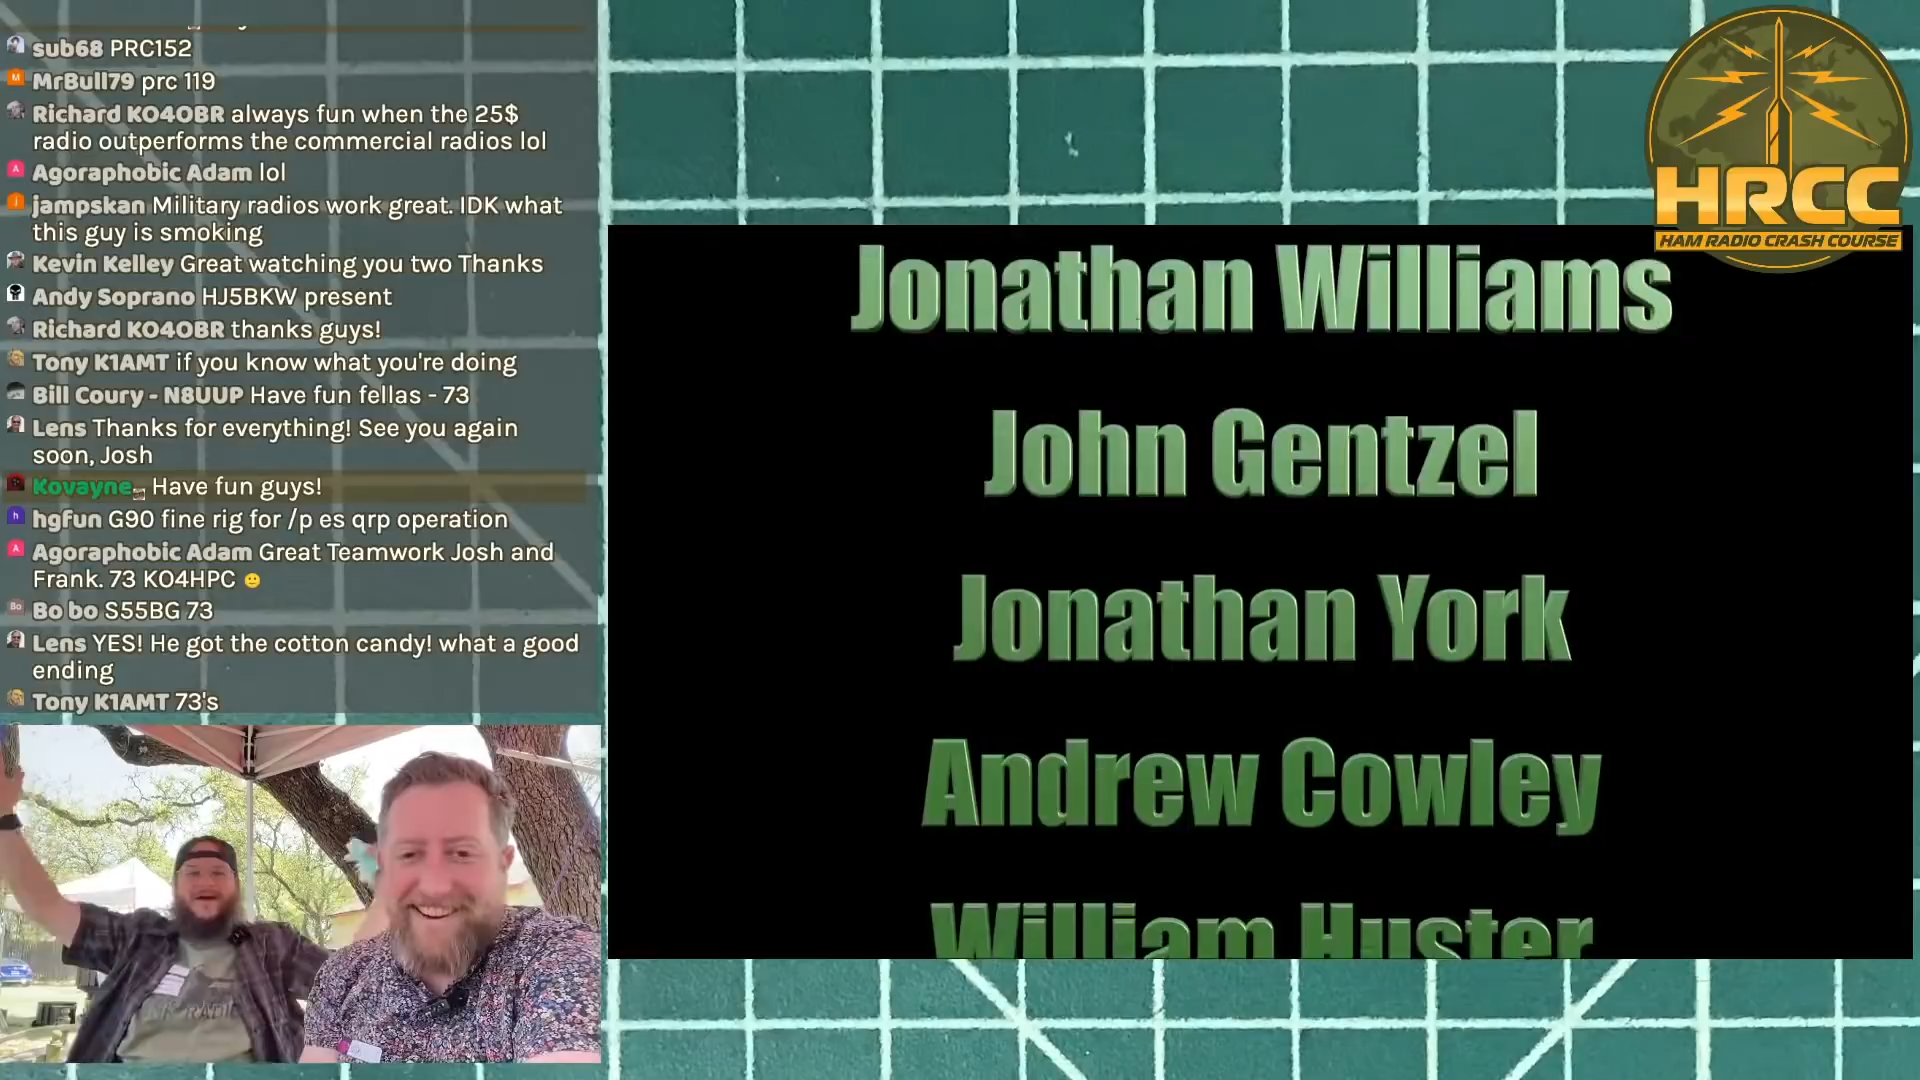 sub68 PRC152
MrBull79 prc 119
Richard KO4OBR always fun when the 25$
radio outperforms the commercial radios lol
Agoraphobic Adam lol
jampskan Military radios work great. IDK what
this guy is smoking
Kevin Kelley Great watching you two Thanks
Andy Soprano HJ5BKW present
Richard KO4OBR thanks guys!
Tony K1AMT if you know what you're doing
Bill Coury - N8UUP Have fun fellas - 73
Lens Thanks for everything! See you again
soon, Josh
Kovayne Have fun guys!
hgfun G90 fine rig for /p es qrp operation
Agoraphobic Adam Great Teamwork Josh and
Frank. 73 KO4HPC 🙂
Bo bo S55BG 73
Lens YES! He got the cotton candy! what a good
ending
Tony K1AMT 73's
HRCC
HAM RADIO CRASH COURSE
Jonathan Williams
John Gentzel
Jonathan York
Andrew Cowley
William Huster